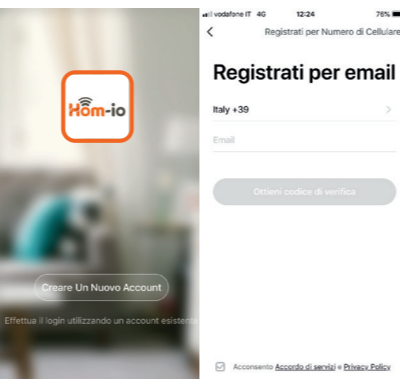 Hom-io
Creare Un Nuovo Account
Effettua il login utilizzando un account esistente
vodafone IT 4G 12:24 76%
Registrati per Numero di Cellulare
Registrati per email
Italy +39
Email
Ottieni codice di verifica
Acconsento Accordo di servizi e Privacy Policy